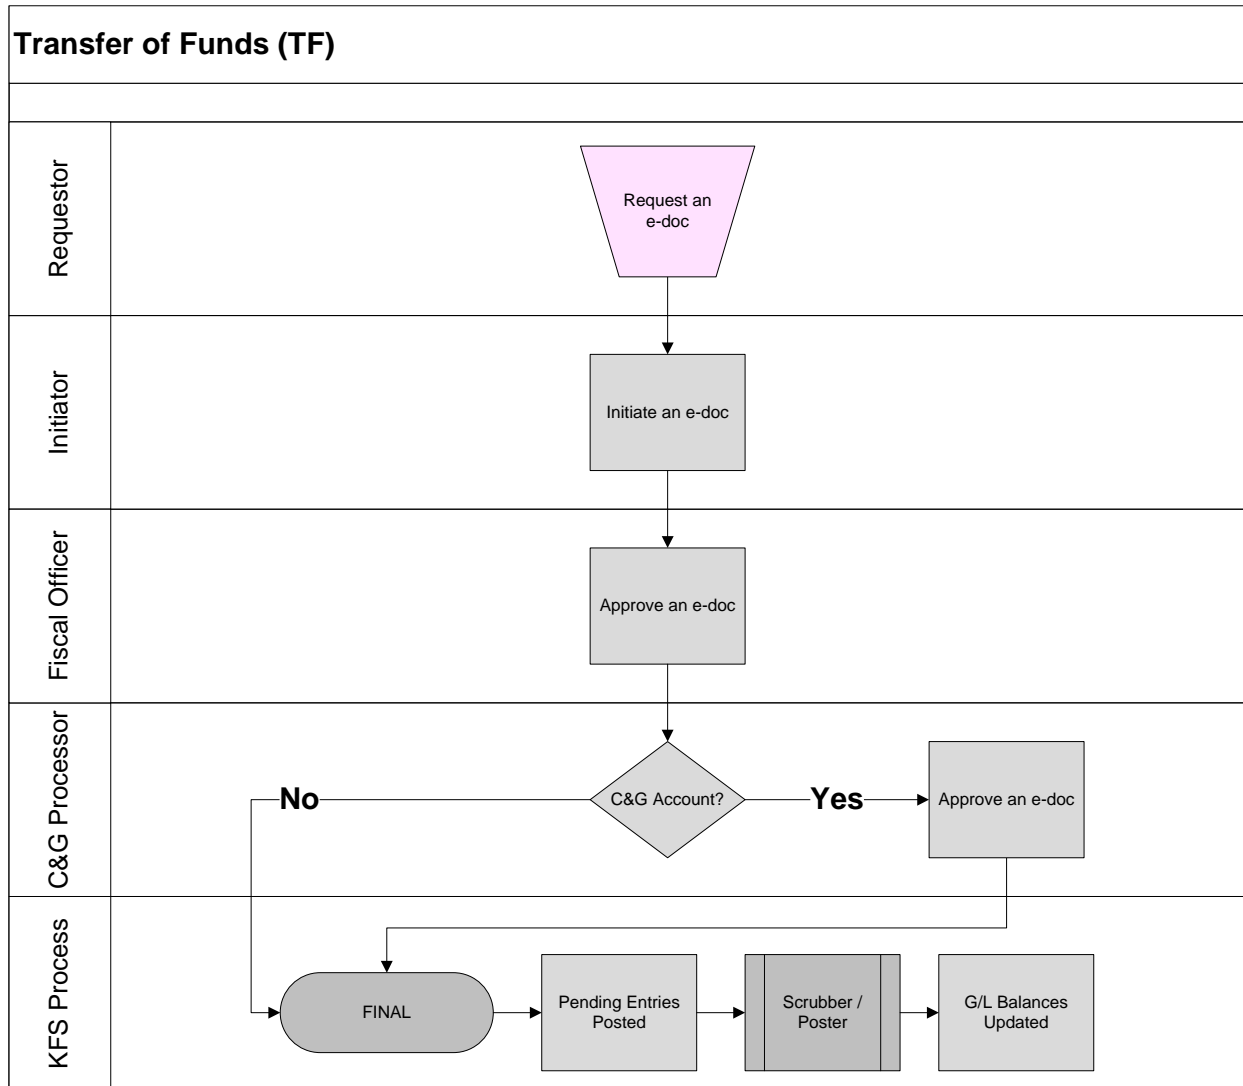 Transfer of Funds (TF)
Requestor
Request an
e-doc
Initiator
Initiate an e-doc
Fiscal Officer
Approve an e-doc
C&G Processor
No
C&G Account?
Yes
Approve an e-doc
KFS Process
FINAL
Pending Entries
Posted
Scrubber /
Poster
G/L Balances
Updated